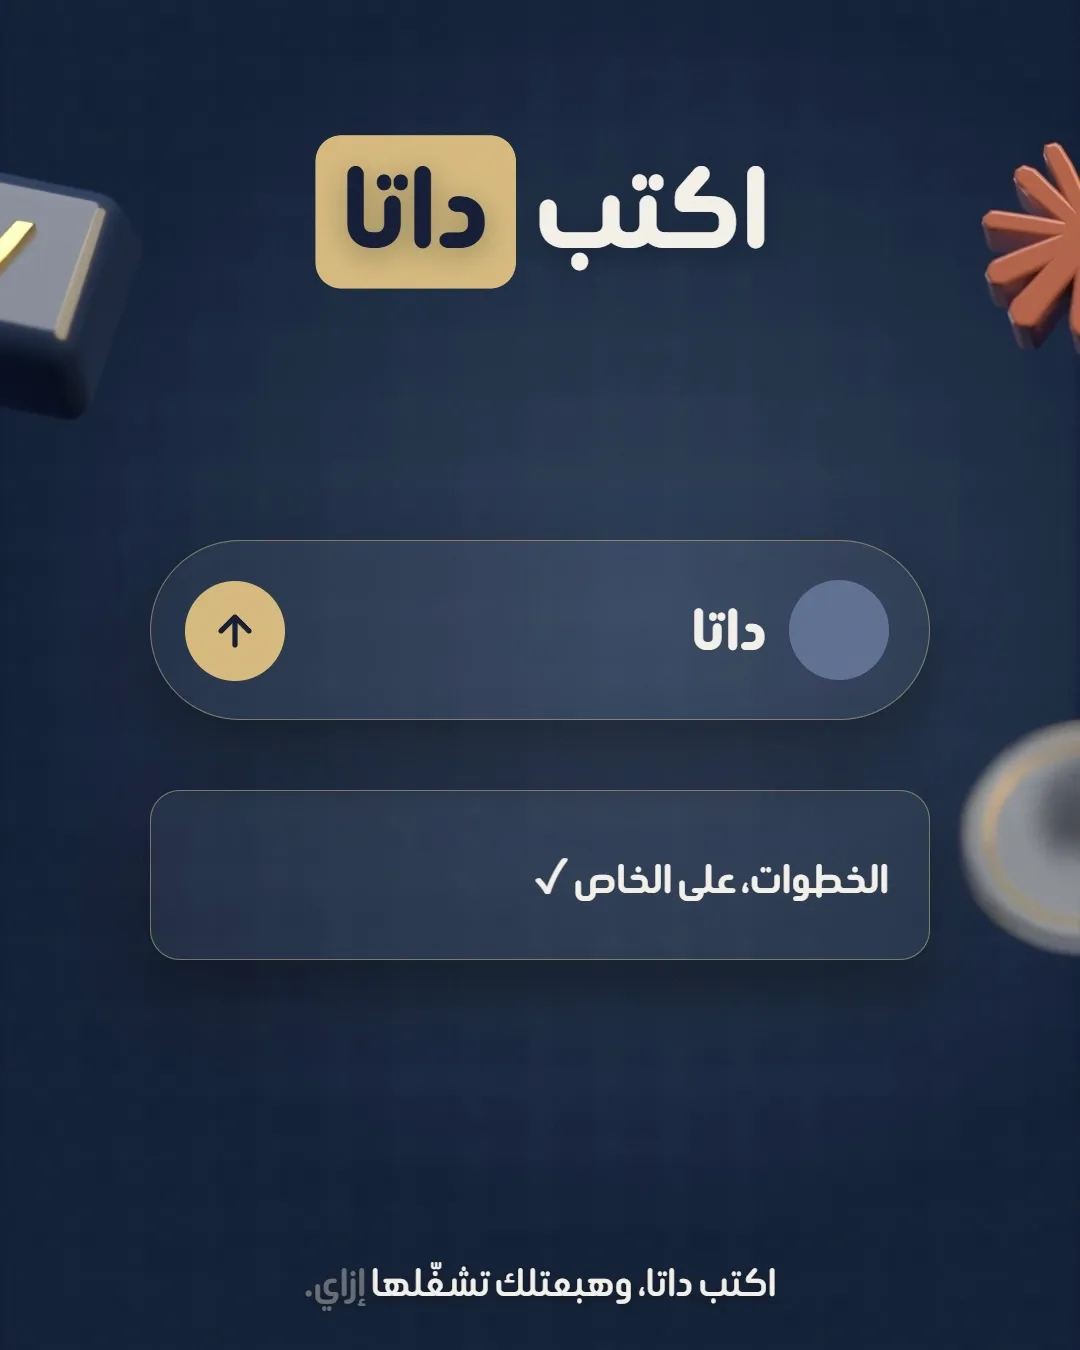 اكتب داتا
داتا
الخطوات، على الخاص ✓
اكتب داتا، وهبعتلك تشغّلها إزاي.